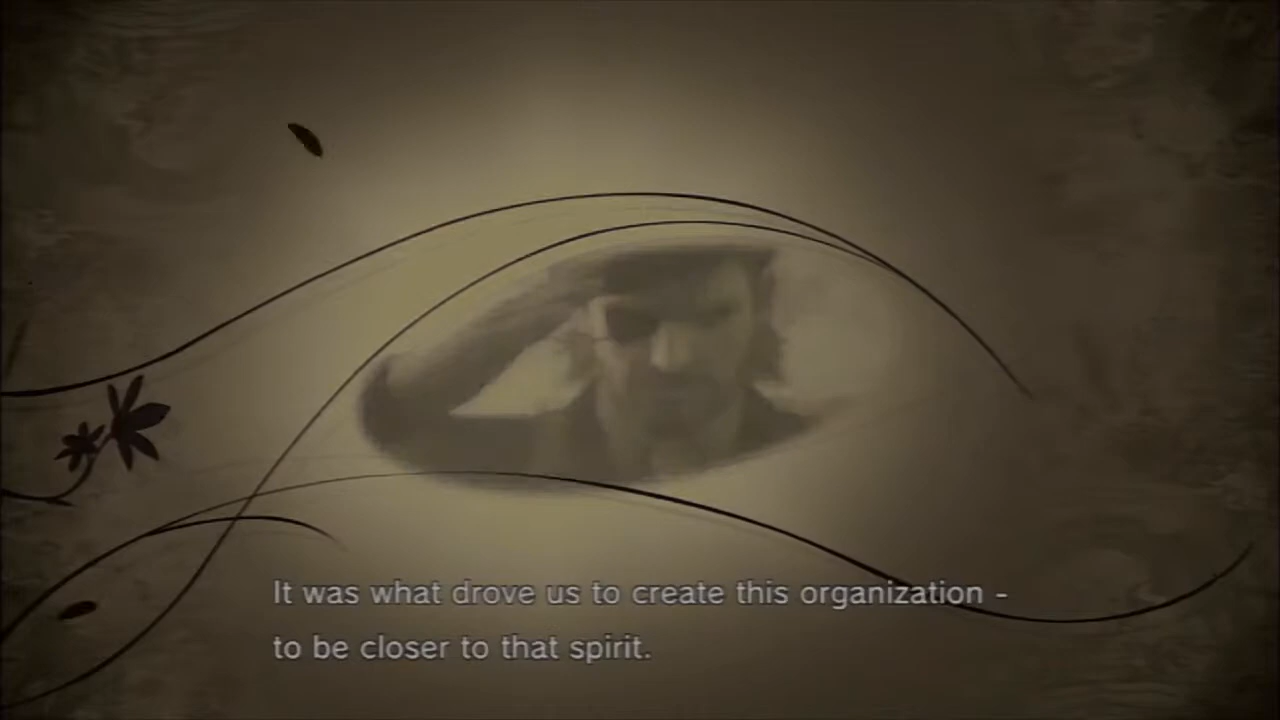 It was what drove us to create this organization -
to be closer to that spirit.